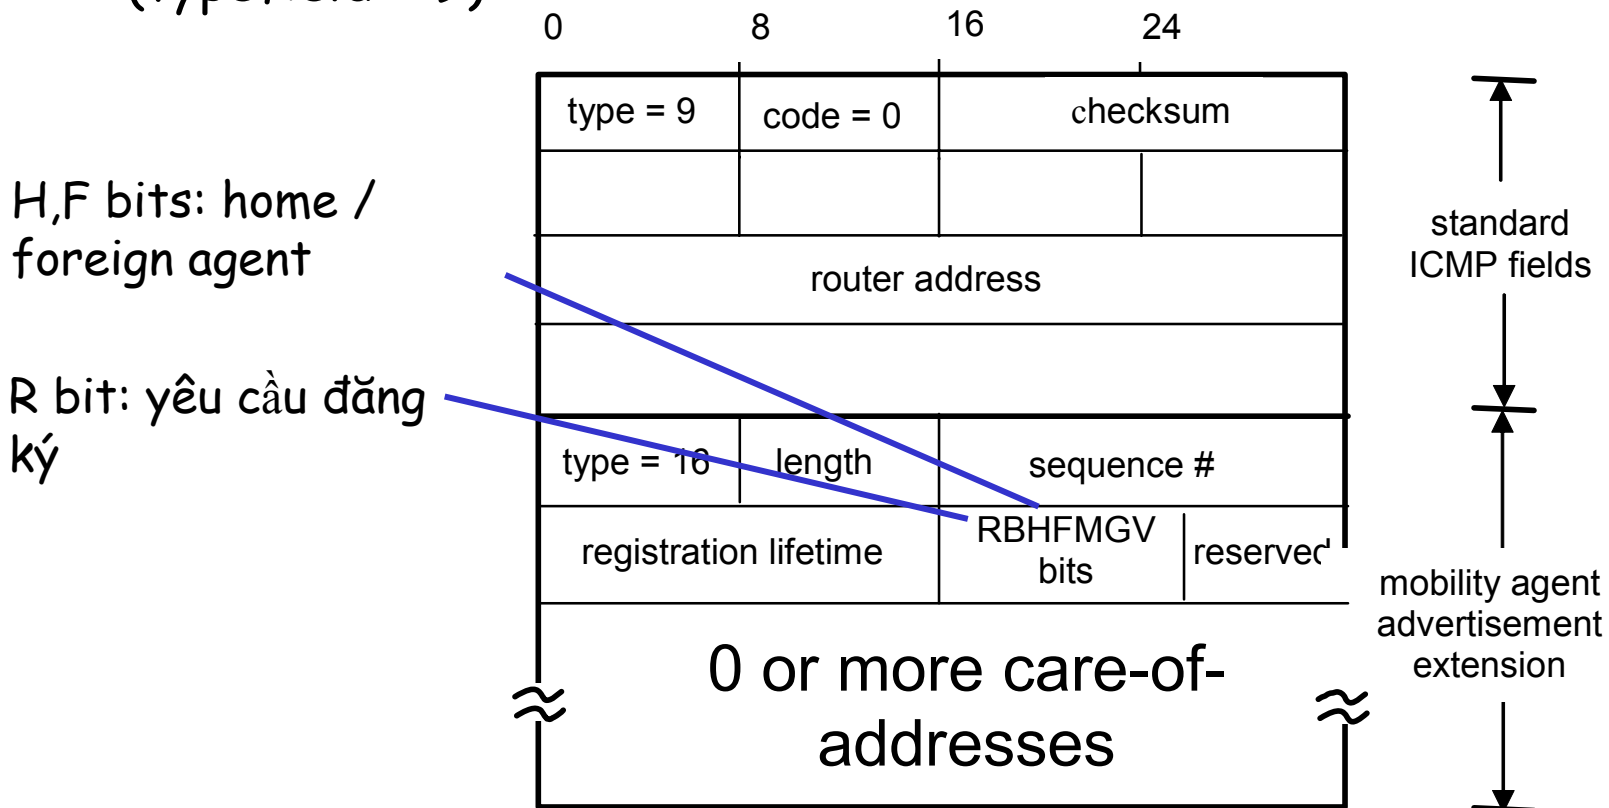 0 8 16 24
type = 9 code = 0 checksum
H,F bits: home /
foreign agent
router address
standard
ICMP fields
R bit: yêu cầu đăng
ký
type = 16 length sequence #
registration lifetime
RBHFMGV
bits
reserved
mobility agent
advertisement
extension
0 or more care-of-
addresses